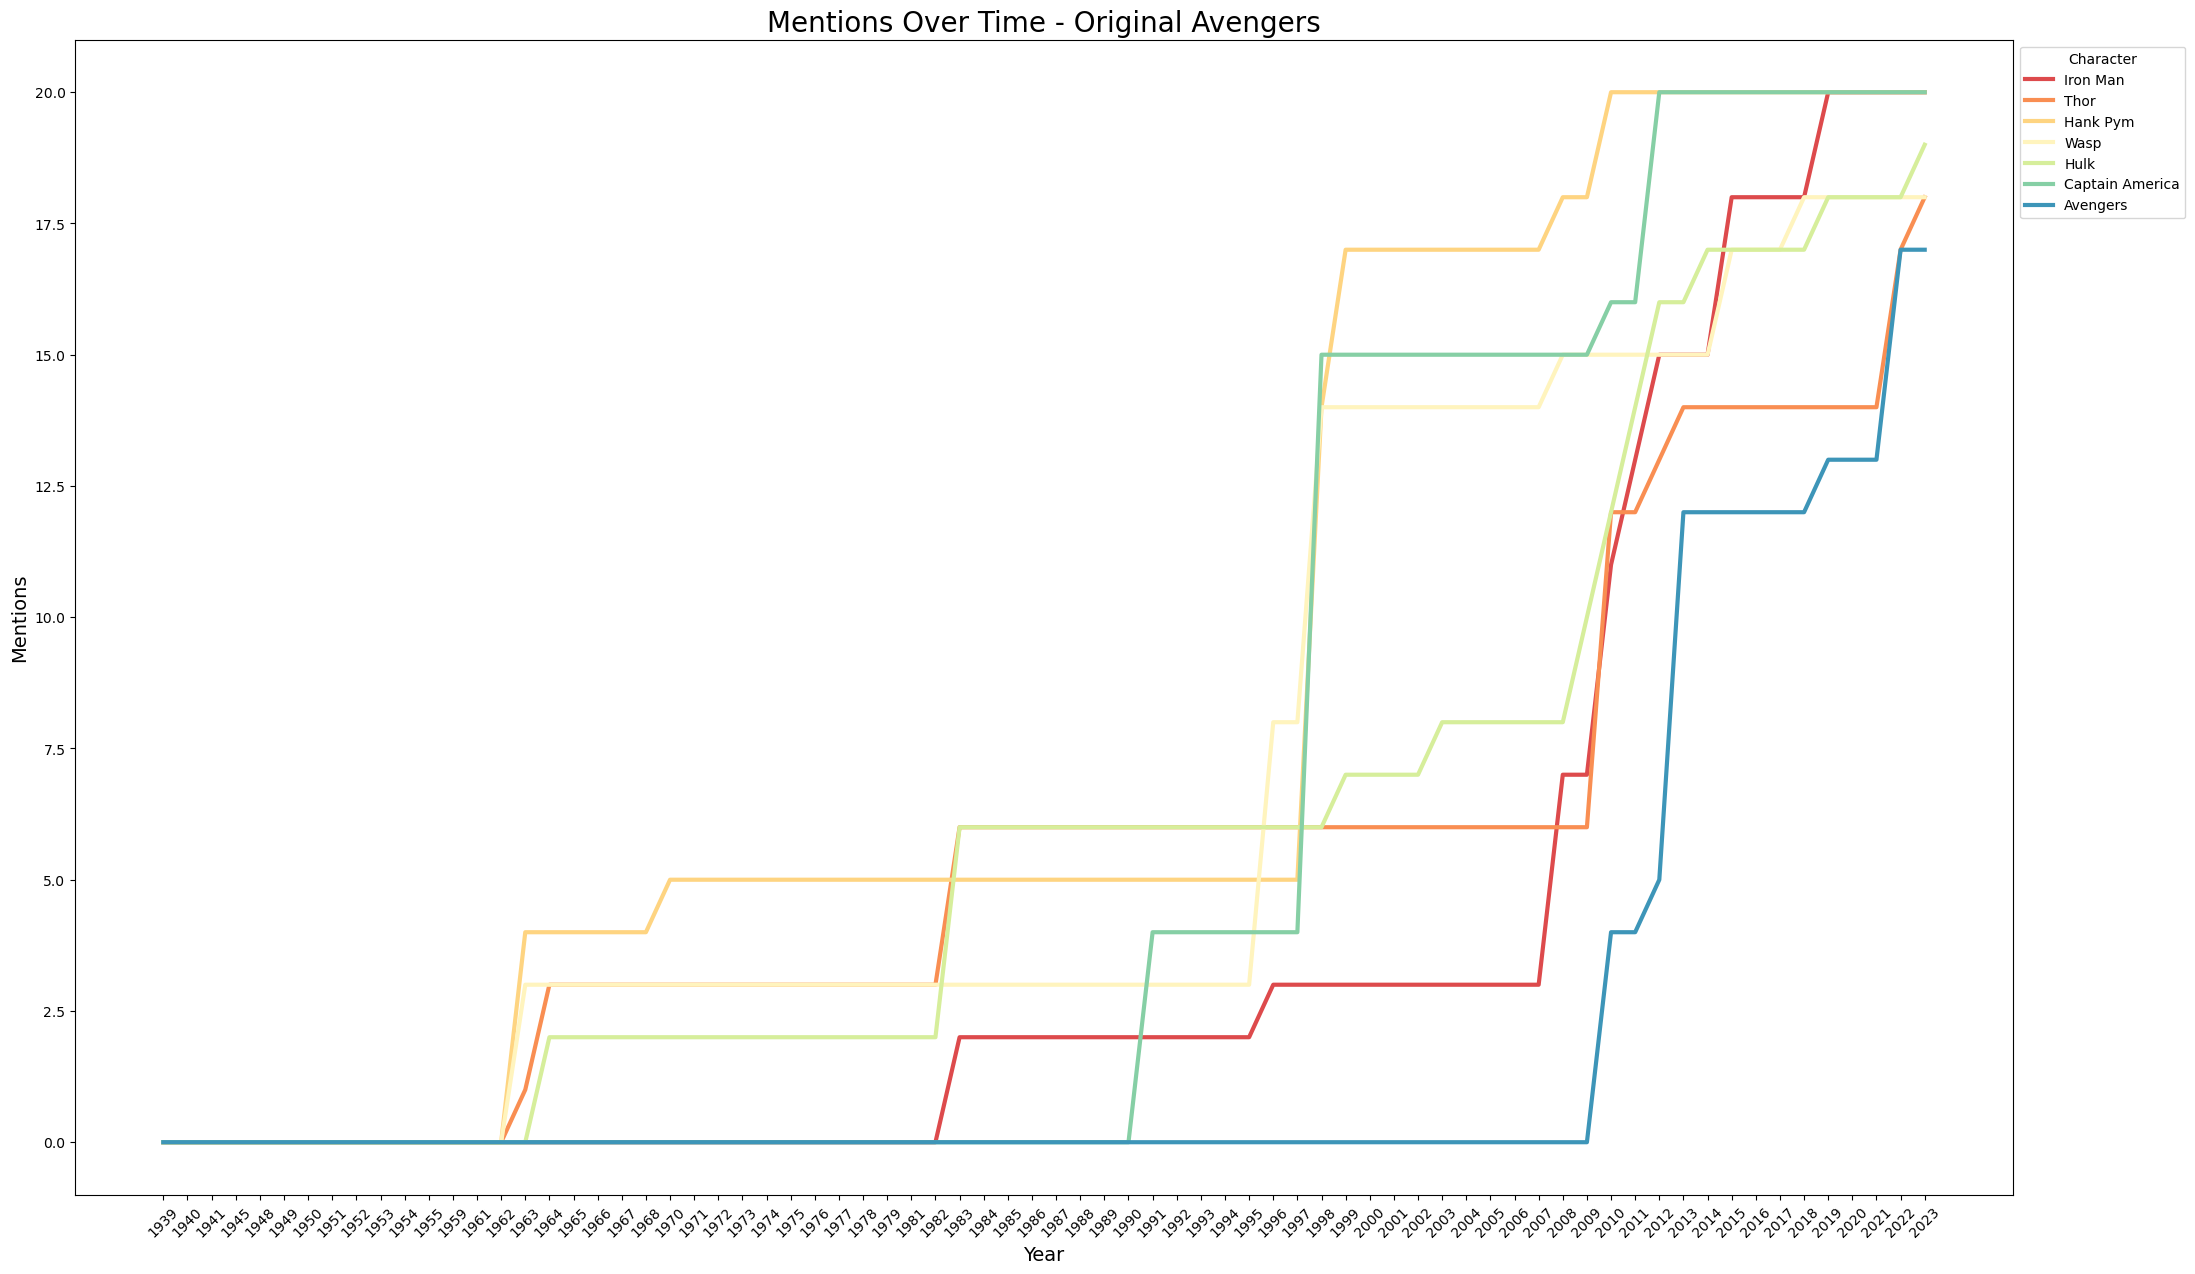 Mentions Over Time - Original Avengers
Character
Iron Man
Thor
Hank Pym
Wasp
Hulk
Captain America
Avengers
20.0
17.5
15.0
12.5
10.0
7.5
5.0
2.5
0.0
Mentions
1939 1940 1941 1945 1948 1949 1950 1951 1952 1953 1954 1955 1959 1961 1962 1963 1964 1965 1966 1967 1968 1970 1971 1972 1973 1974 1975 1976 1977 1978 1979 1981 1982 1983 1984 1985 1986 1987 1988 1989 1990 1991 1992 1993 1994 1995 1996 1997 1998 1999 2000 2001 2002 2003 2004 2005 2006 2007 2008 2009 2010 2011 2012 2013 2014 2015 2016 2017 2018 2019 2020 2021 2022 2023
Year